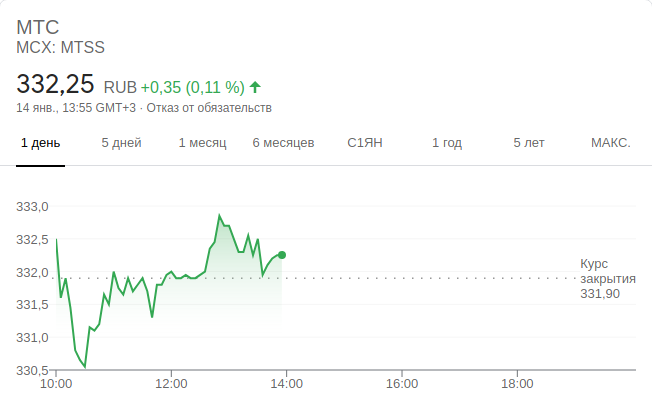 МТС
MCX: MTSS
332,25 RUB +0,35 (0,11 %)
14 янв., 13:55 GMT+3 · Отказ от обязательств
1 день 5 дней 1 месяц 6 месяцев С1ЯН 1 год 5 лет МАКС.
333,0
332,5
332,0
331,5
331,0
330,5
Курс
закрытия
331,90
10:00 12:00 14:00 16:00 18:00